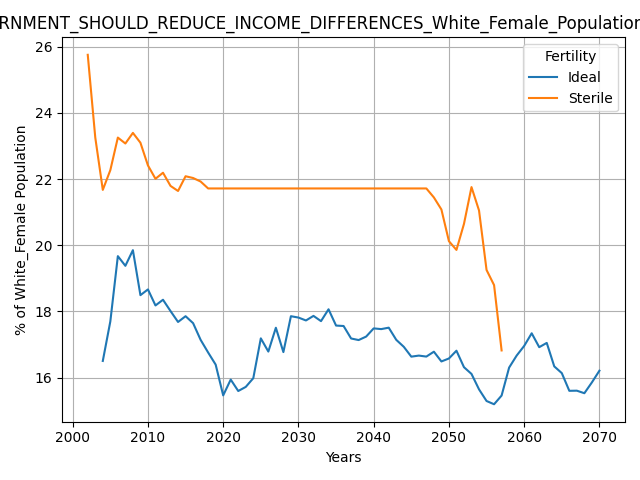 RNMENT_SHOULD_REDUCE_INCOME_DIFFERENCES_White_Female_Population
Fertility
Ideal
Sterile
26
24
22
20
18
16
% of White_Female Population
2000 2010 2020 2030 2040 2050 2060 2070
Years